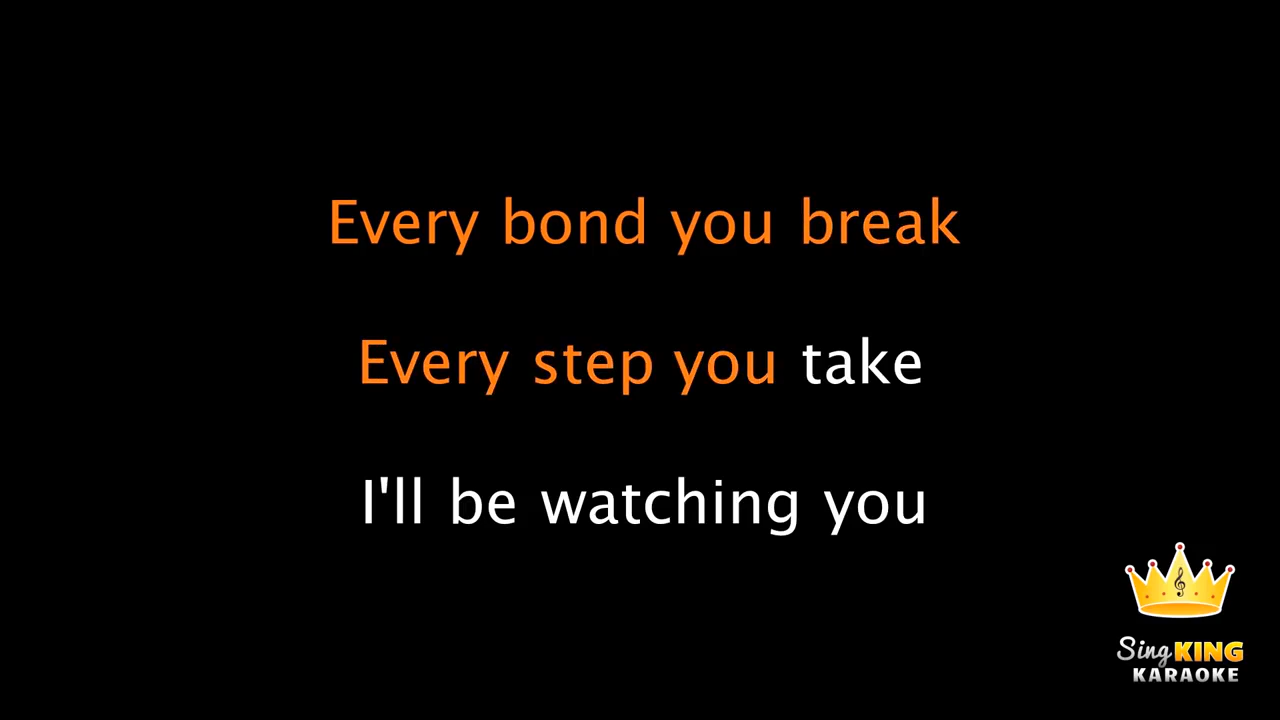 Every bond you break
Every step you take
I'll be watching you
Sing KING
KARAOKE